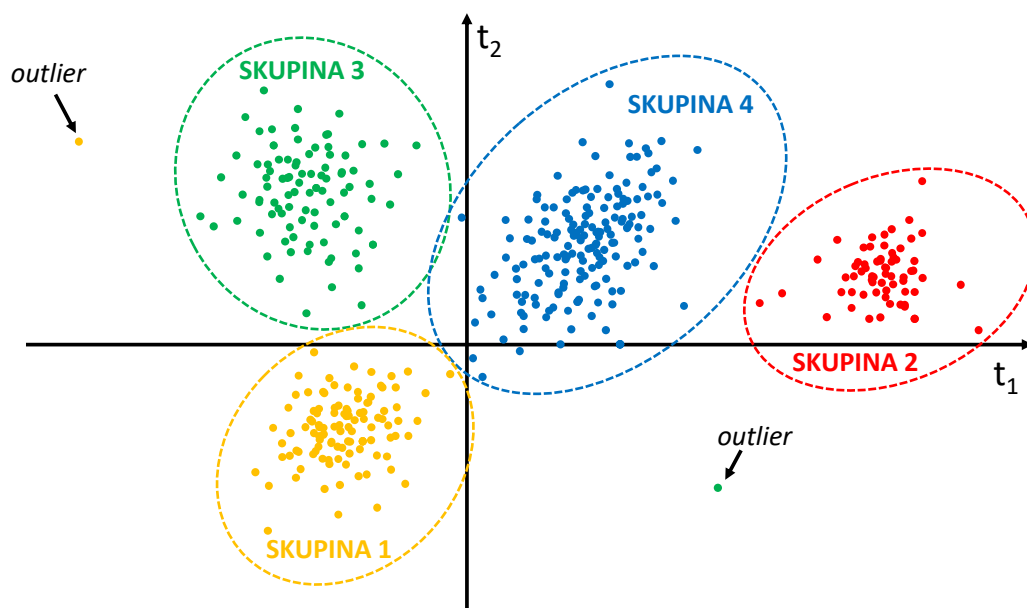 t₂
outlier
SKUPINA 3
SKUPINA 4
SKUPINA 2
t₁
outlier
SKUPINA 1